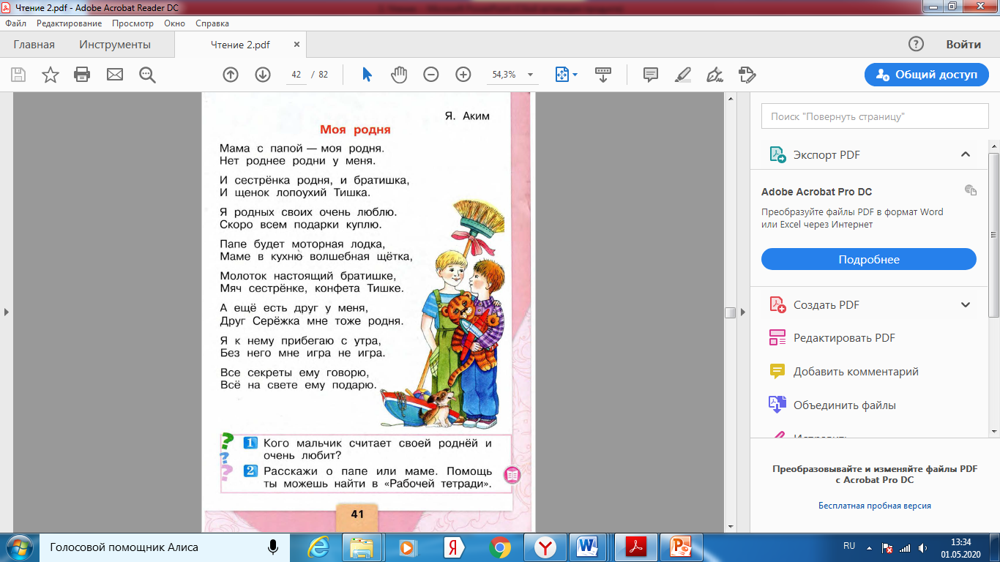 Чтение 2.pdf - Adobe Acrobat Reader DC
Файл Редактирование Просмотр Окно Справка
Главная Инструменты Чтение 2.pdf × ? Войти
42 / 82 54,3% Общий доступ
Я. Аким
Моя родня
Мама с папой — моя родня.
Нет роднее родни у меня.
И сестрёнка родня, и братишка,
И щенок лопоухий Тишка.
Я родных своих очень люблю.
Скоро всем подарки куплю.
Папе будет моторная лодка,
Маме в кухню волшебная щётка,
Молоток настоящий братишке,
Мяч сестрёнке, конфета Тишке.
А ещё есть друг у меня,
Друг Серёжка мне тоже родня.
Я к нему прибегаю с утра,
Без него мне игра не игра.
Все секреты ему говорю,
Всё на свете ему подарю.
? 1 Кого мальчик считает своей роднёй и
? очень любит?
? 2 Расскажи о папе или маме. Помощь
ты можешь найти в «Рабочей тетради».
41
Поиск "Повернуть страницу"
Экспорт PDF
Adobe Acrobat Pro DC
Преобразуйте файлы PDF в формат Word
или Excel через Интернет
Подробнее
Создать PDF
Редактировать PDF
Добавить комментарий
Объединить файлы
Преобразовывайте и изменяйте файлы PDF
с Acrobat Pro DC
Бесплатная пробная версия
Голосовой помощник Алиса
Я
Y
W
P
RU
13:34
01.05.2020